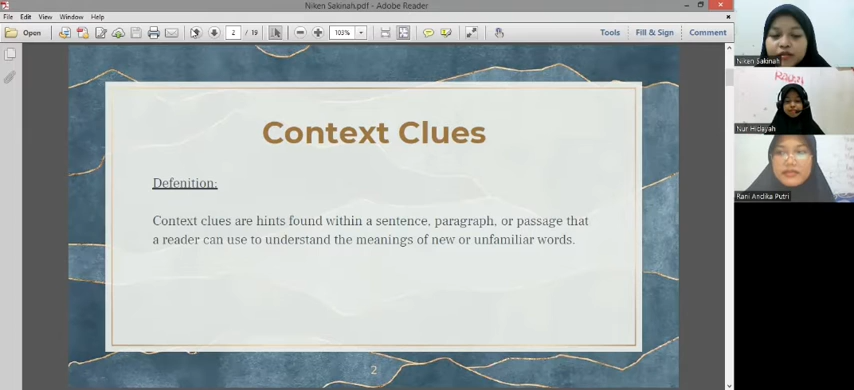 Niken Sakinah.pdf - Adobe Reader
File Edit View Window Help
Open 2 / 19 103% Tools Fill & Sign Comment
Context Clues
Defenition:
Context clues are hints found within a sentence, paragraph, or passage that
a reader can use to understand the meanings of new or unfamiliar words.
2
Niken Sakinah
Nur Hidayah
Rani Andika Putri